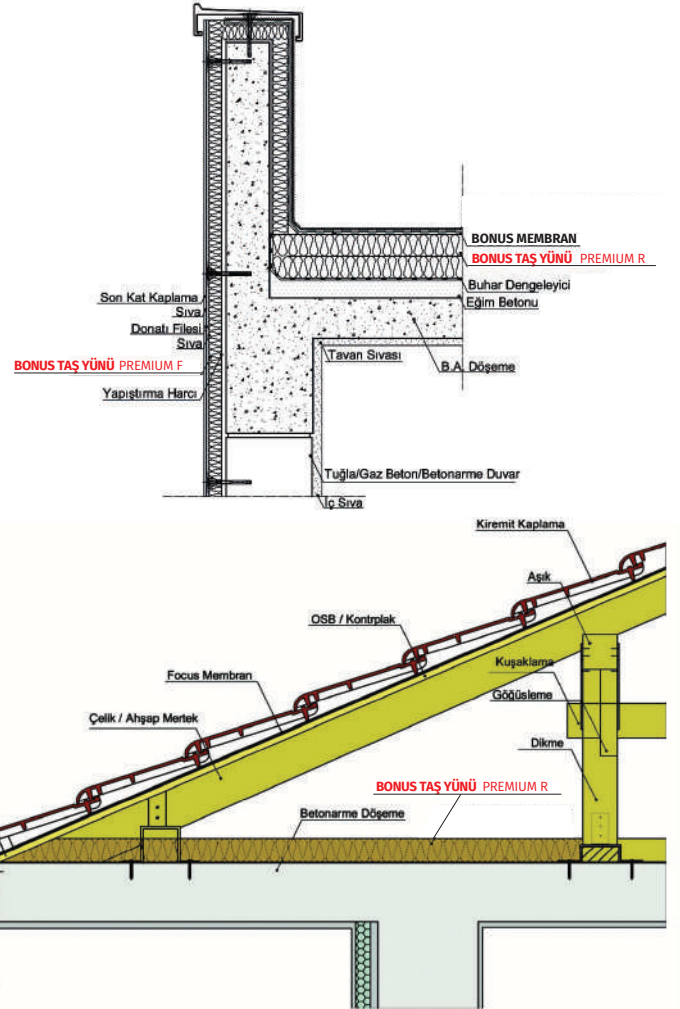 BONUS MEMBRAN
BONUS TAŞ YÜNÜ PREMIUM R
Buhar Dengeleyici
Eğim Betonu
Son Kat Kaplama
Sıva
Donatı Filesi
Sıva
BONUS TAŞ YÜNÜ PREMIUM F
Yapıştırma Harcı
Tavan Sıvası
B.A. Döşeme
Tuğla/Gaz Beton/Betonarme Duvar
İç Sıva
Kiremit Kaplama
Aşık
OSB / Kontrplak
Kuşaklama
Focus Membran
Göğüsleme
Çelik / Ahşap Mertek
Dikme
BONUS TAŞ YÜNÜ PREMIUM R
Betonarme Döşeme